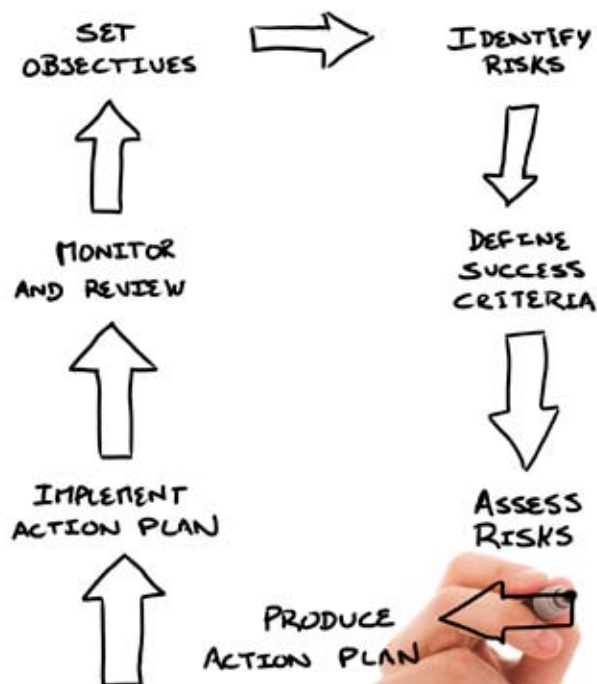 SET
OBJECTIVES
IDENTIFY
RISKS
DEFINE
SUCCESS
CRITERIA
ASSESS
RISKS
PRODUCE
ACTION PLAN
IMPLEMENT
ACTION PLAN
MONITOR
AND REVIEW